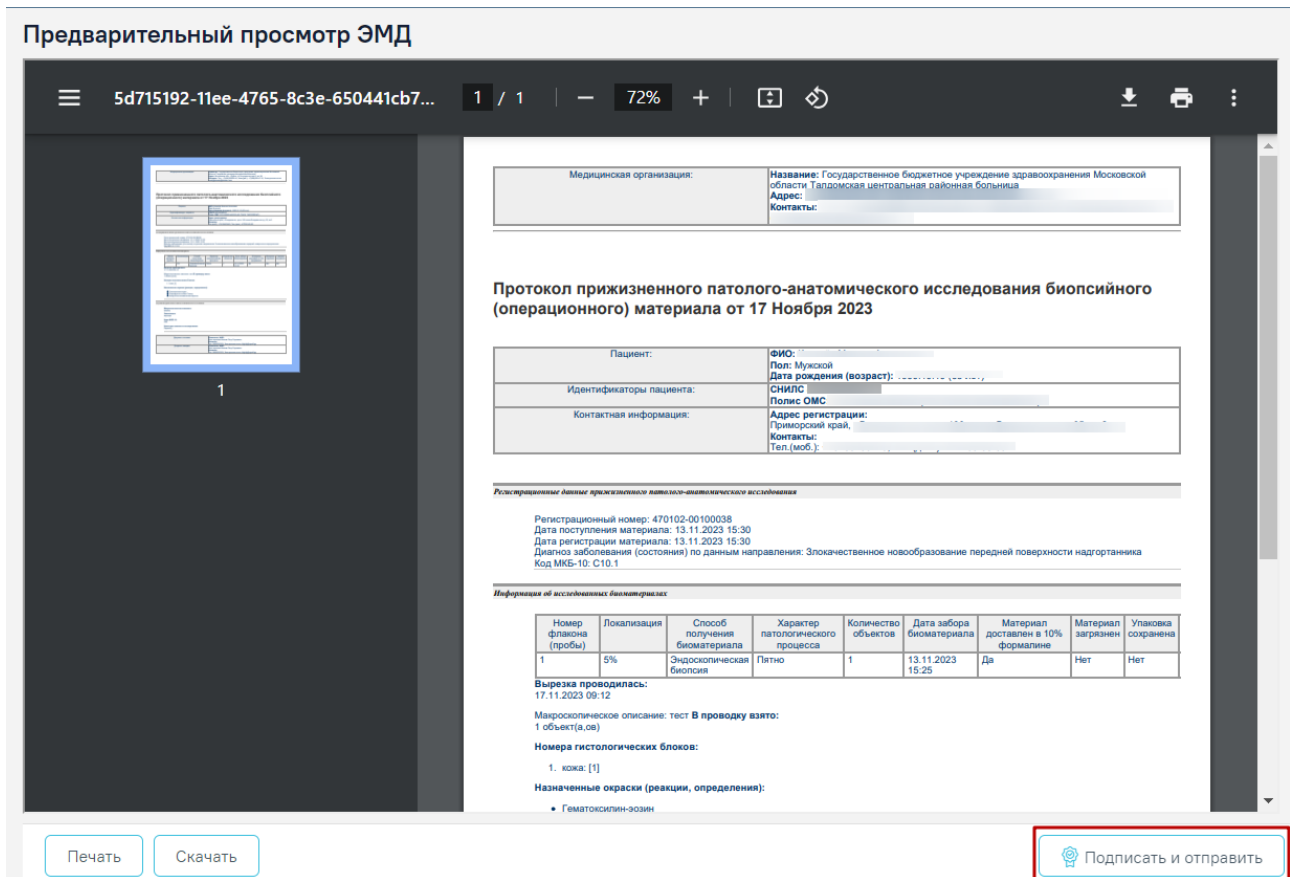 Предварительный просмотр ЭМД
5d715192-11ee-4765-8c3e-650441cb7... 1 / 1 72%
1
Медицинская организация:
Название: Государственное бюджетное учреждение здравоохранения Московской
области Талдомская центральная районная больница
Адрес:
Контакты:
Протокол прижизненного патолого-анатомического исследования биопсийного
(операционного) материала от 17 Ноября 2023
Пациент:
ФИО:
Пол: Мужской
Дата рождения (возраст):
Идентификаторы пациента:
СНИЛС
Полис ОМС
Контактная информация:
Адрес регистрации:
Приморский край,
Контакты:
Тел.(моб.):
Регистрационные данные прижизненного патолого-анатомического исследования
Регистрационный номер: 470102-00100038
Дата поступления материала: 13.11.2023 15:30
Дата регистрации материала: 13.11.2023 15:30
Диагноз заболевания (состояния) по данным направления: Злокачественное новообразование передней поверхности надгортанника
Код МКБ-10: C10.1
Информация об исследованных биоматериалах
Номер флакона (пробы) Локализация Способ получения биоматериала Характер патологического процесса Количество объектов Дата забора биоматериала Материал доставлен в 10% формалине Материал загрязнен Упаковка сохранена
1 5% Эндоскопическая биопсия Пятно 1 13.11.2023 15:25 Да Нет Нет
Вырезка проводилась:
17.11.2023 09:12
Макроскопическое описание: тест В проводку взято:
1 объект(а,ов)
Номера гистологических блоков:
1. кожа: [1]
Назначенные окраски (реакции, определения):
• Гематоксилин-эозин
Печать Скачать Подписать и отправить